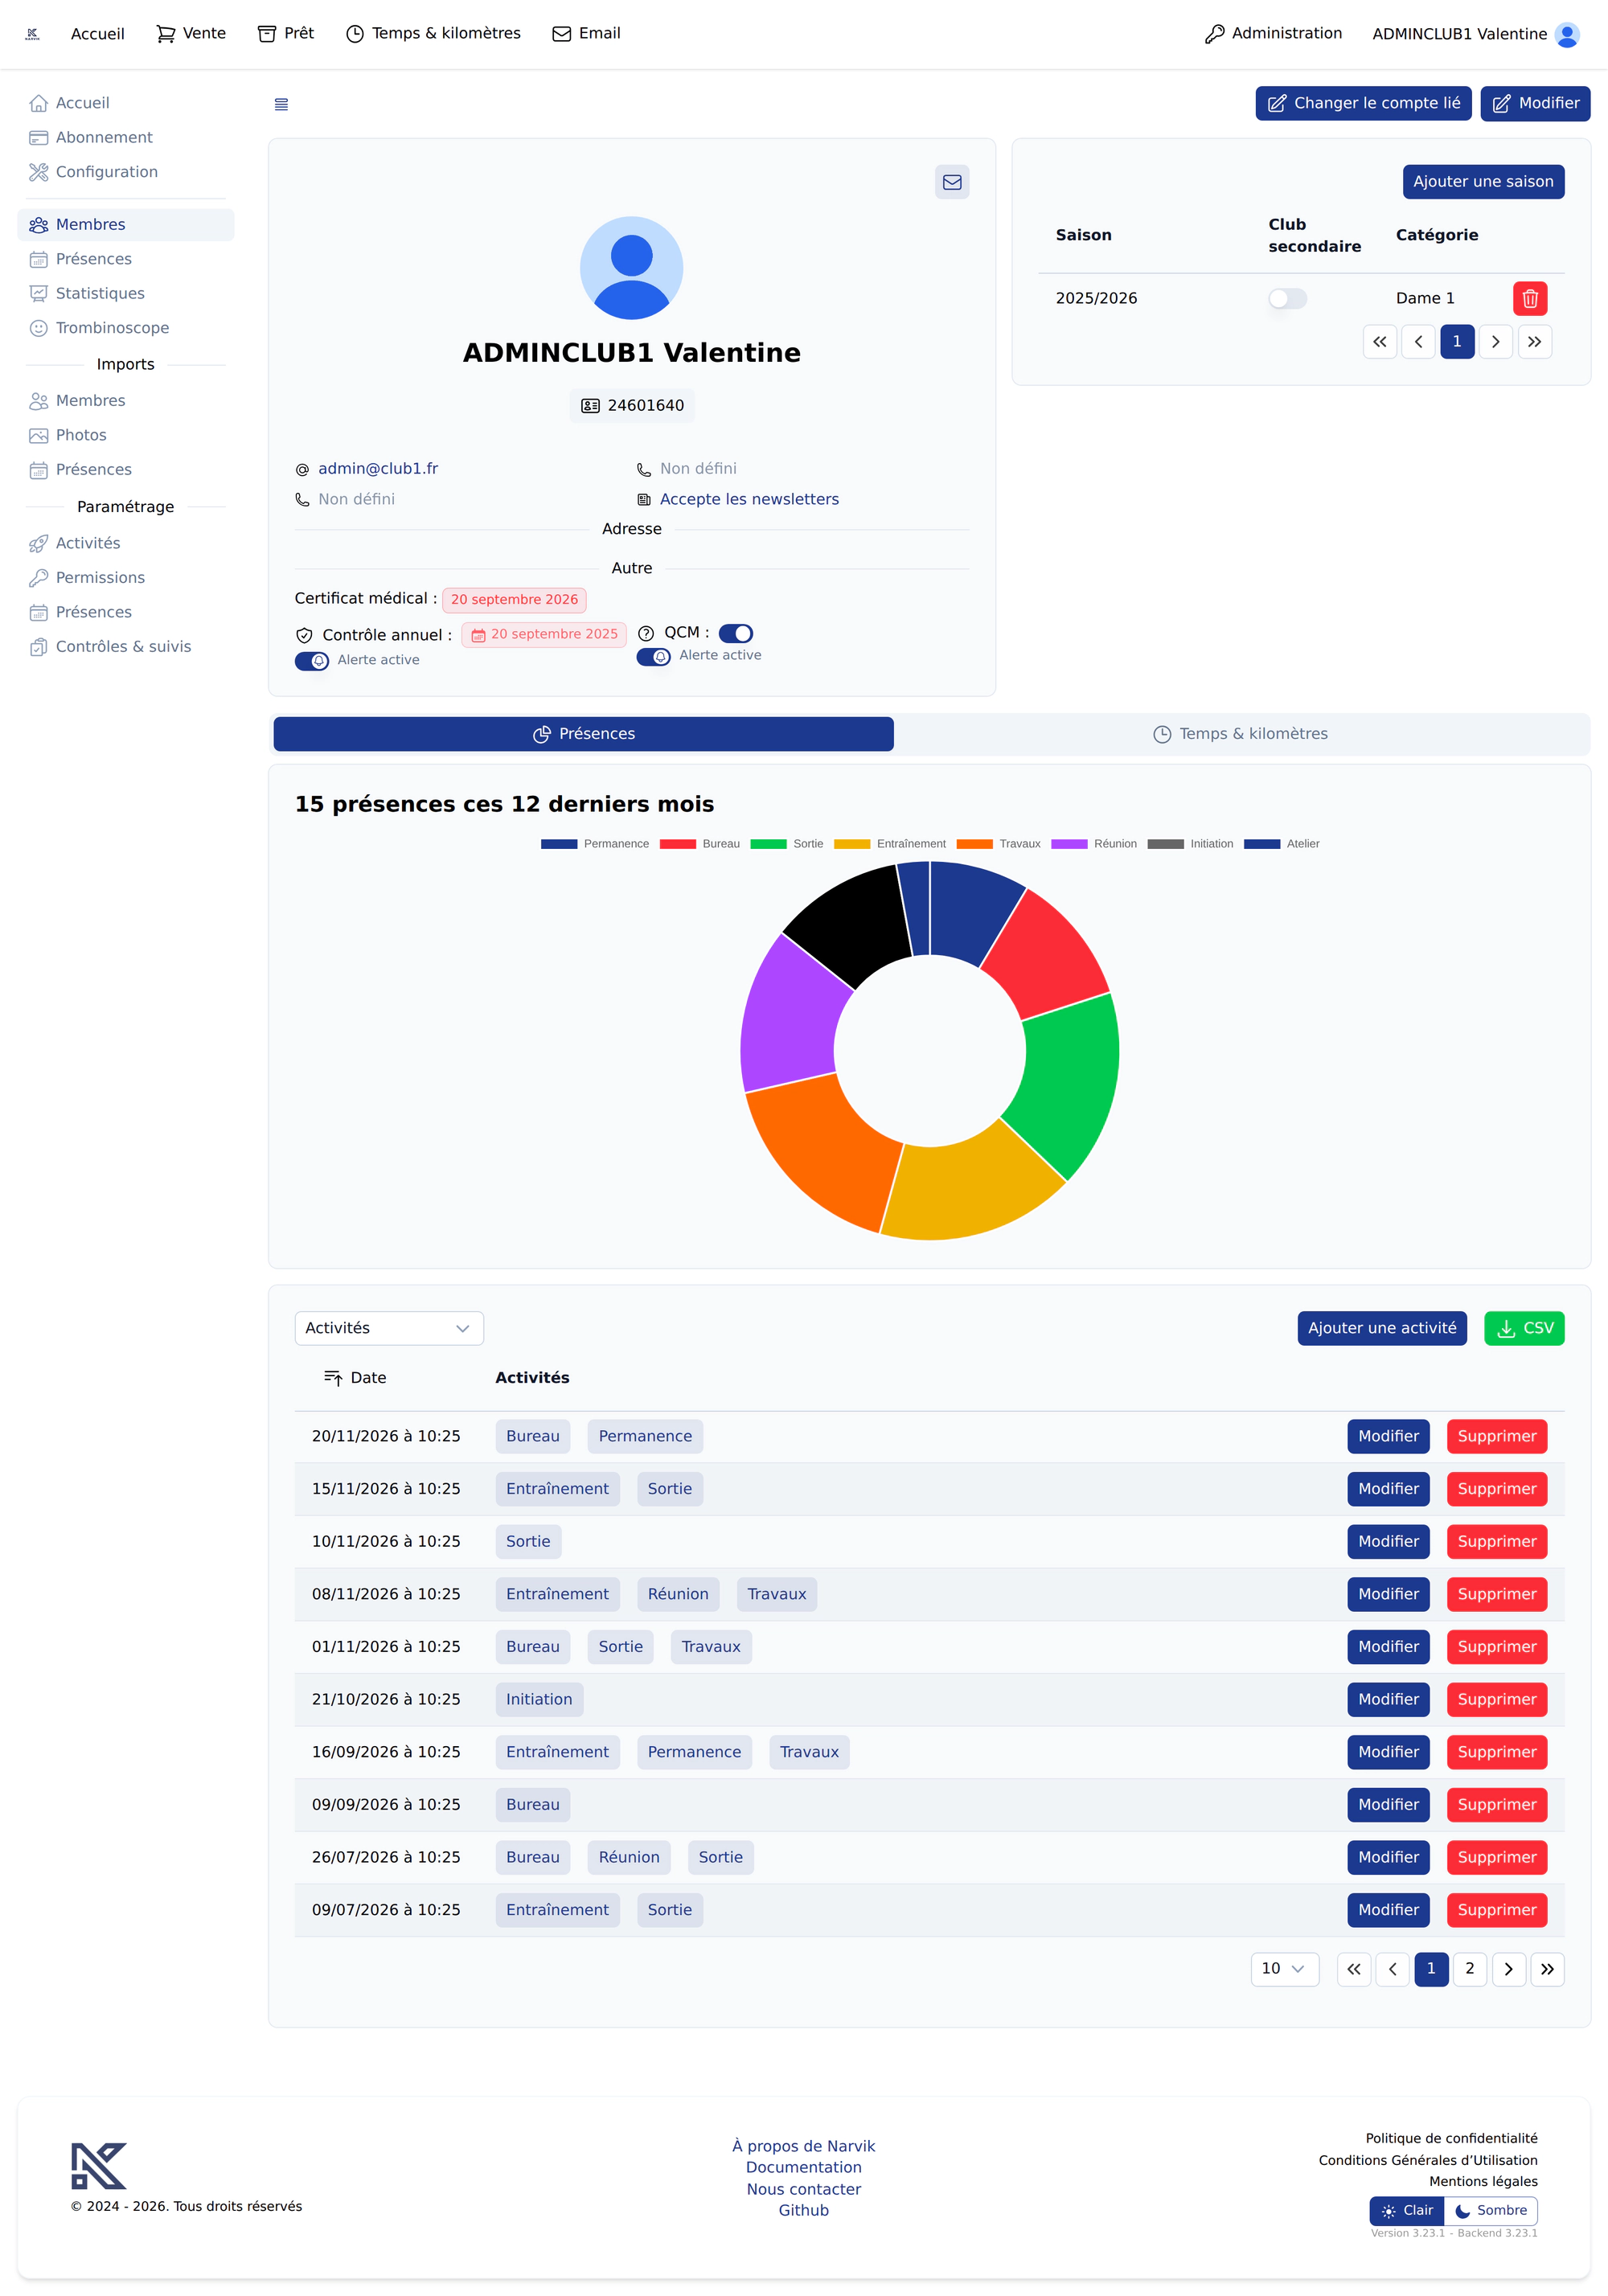 NARVIK
Accueil
Vente
Prêt
Temps & kilomètres
Email
Administration
ADMINCLUB1 Valentine
Accueil
Abonnement
Configuration
Membres
Présences
Statistiques
Trombinoscope
Imports
Membres
Photos
Présences
Paramétrage
Activités
Permissions
Présences
Contrôles & suivis
Changer le compte lié
Modifier
ADMINCLUB1 Valentine
24601640
admin@club1.fr
Non défini
Non défini
Accepte les newsletters
Adresse
Autre
Certificat médical : 20 septembre 2026
Contrôle annuel : 20 septembre 2025
Alerte active
QCM :
Alerte active
Ajouter une saison
Saison Club secondaire Catégorie
2025/2026 Dame 1
1
Présences
Temps & kilomètres
15 présences ces 12 derniers mois
Permanence Bureau Sortie Entraînement Travaux Réunion Initiation Atelier
Activités
Ajouter une activité
CSV
Date Activités
20/11/2026 à 10:25 Bureau Permanence Modifier Supprimer
15/11/2026 à 10:25 Entraînement Sortie Modifier Supprimer
10/11/2026 à 10:25 Sortie Modifier Supprimer
08/11/2026 à 10:25 Entraînement Réunion Travaux Modifier Supprimer
01/11/2026 à 10:25 Bureau Sortie Travaux Modifier Supprimer
21/10/2026 à 10:25 Initiation Modifier Supprimer
16/09/2026 à 10:25 Entraînement Permanence Travaux Modifier Supprimer
09/09/2026 à 10:25 Bureau Modifier Supprimer
26/07/2026 à 10:25 Bureau Réunion Sortie Modifier Supprimer
09/07/2026 à 10:25 Entraînement Sortie Modifier Supprimer
10 1 2
© 2024 - 2026. Tous droits réservés
À propos de Narvik
Documentation
Nous contacter
Github
Politique de confidentialité
Conditions Générales d’Utilisation
Mentions légales
Clair Sombre
Version 3.23.1 - Backend 3.23.1